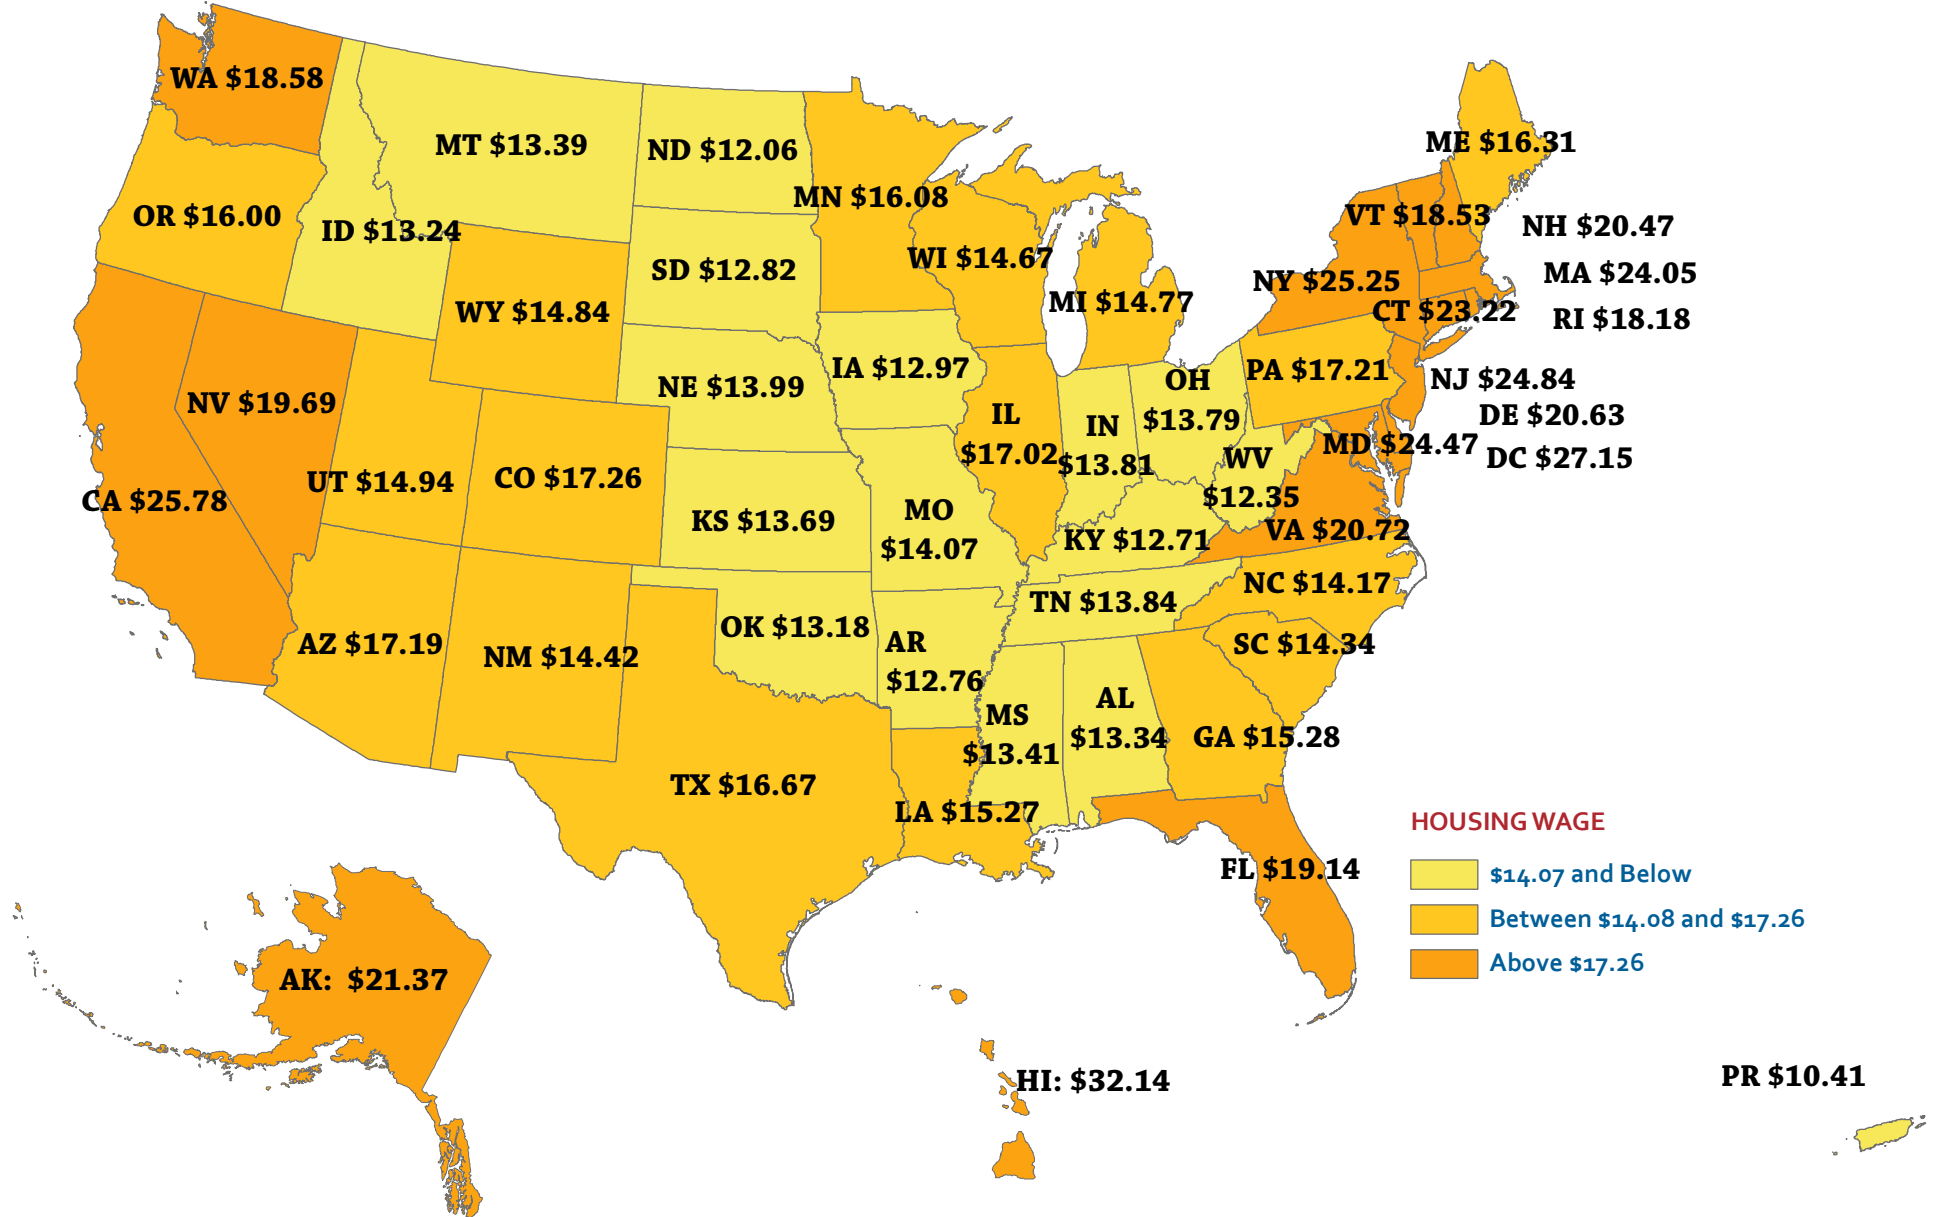 WA $18.58
MT $13.39
ND $12.06
ME $16.31
MN $16.08
OR $16.00
ID $13.24
VT $18.53
NH $20.47
SD $12.82
WI $14.67
NY $25.25
MA $24.05
WY $14.84
MI $14.77
CT $23.22
RI $18.18
NV $19.69
NE $13.99
IA $12.97
OH
$13.79
PA $17.21
NJ $24.84
DE $20.63
IL
$17.02
IN
$13.81
WV
$12.35
MD $24.47
DC $27.15
CA $25.78
UT $14.94
CO $17.26
KS $13.69
MO
$14.07
KY $12.71
VA $20.72
NC $14.17
TN $13.84
AZ $17.19
NM $14.42
OK $13.18
AR
$12.76
SC $14.34
MS
$13.41
AL
$13.34
GA $15.28
TX $16.67
LA $15.27
FL $19.14
HOUSING WAGE
$14.07 and Below
Between $14.08 and $17.26
Above $17.26
AK: $21.37
HI: $32.14
PR $10.41